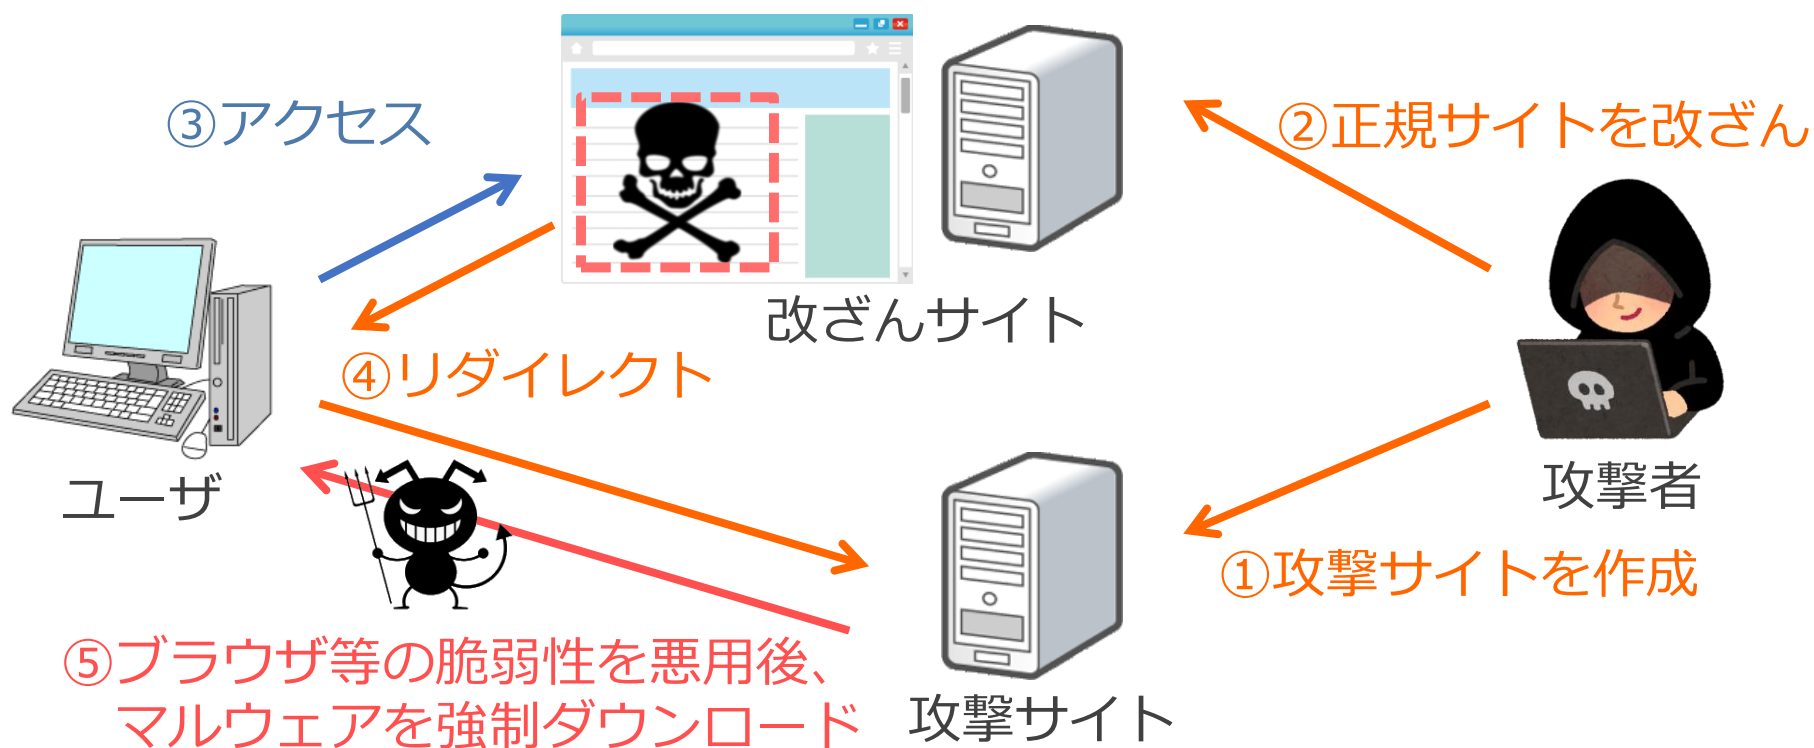 ③アクセス
②正規サイトを改ざん
改ざんサイト
④リダイレクト
ユーザ
攻撃者
①攻撃サイトを作成
⑤ブラウザ等の脆弱性を悪用後、
マルウェアを強制ダウンロード
攻撃サイト